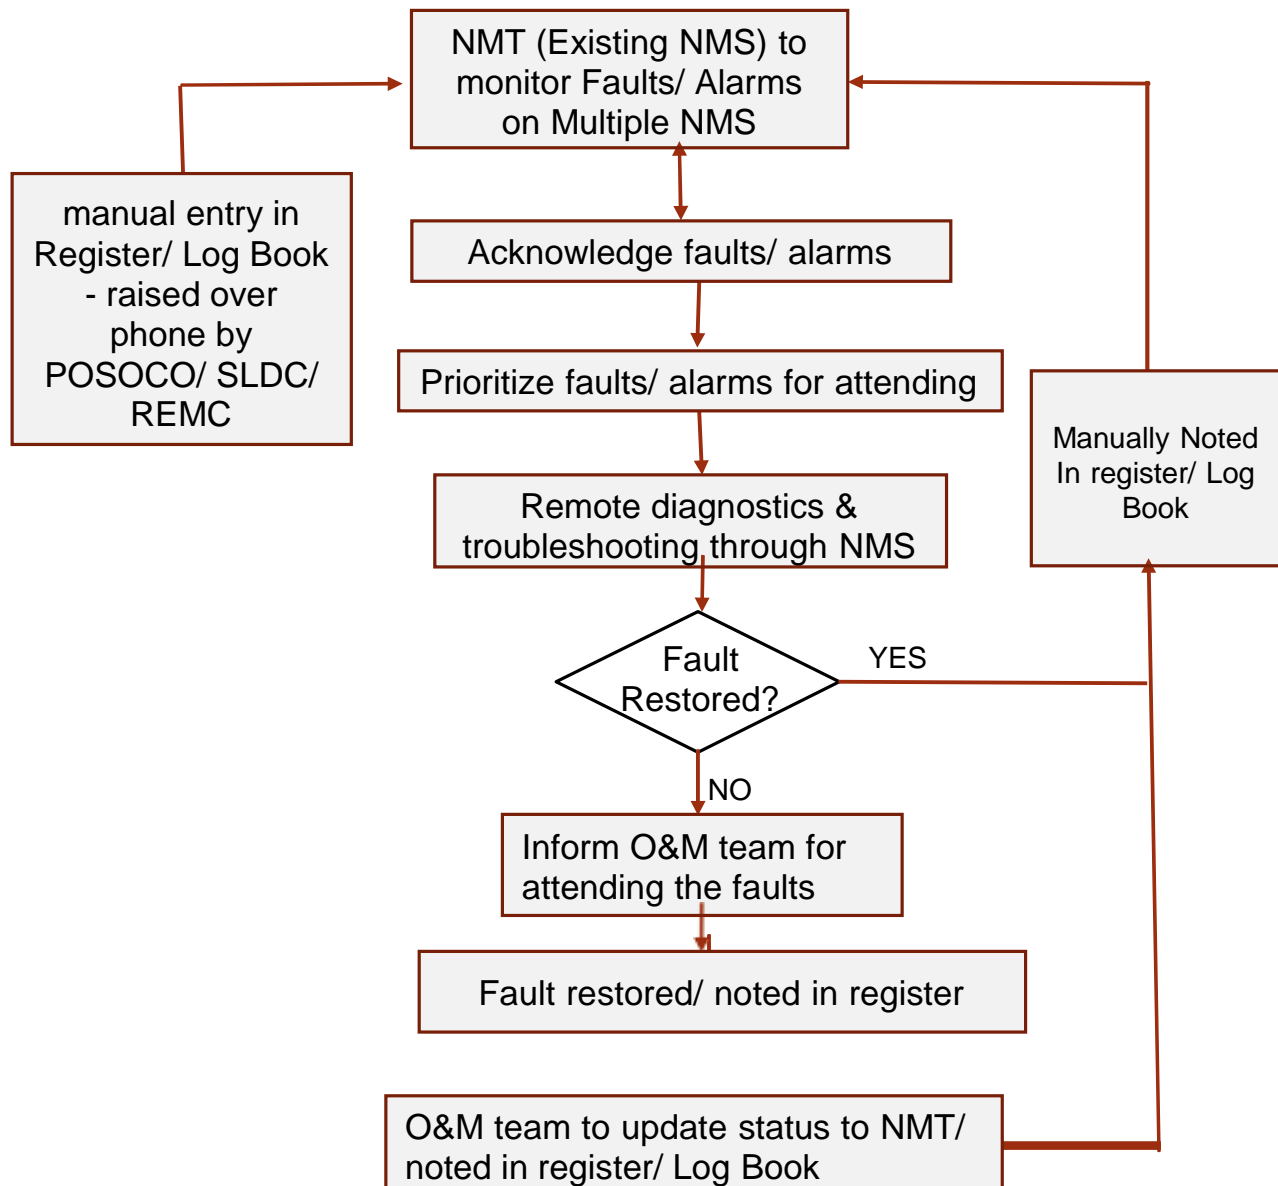 NMT (Existing NMS) to
monitor Faults/ Alarms
on Multiple NMS
manual entry in
Register/ Log Book
- raised over
phone by
POSOCO/ SLDC/
REMC
Acknowledge faults/ alarms
Prioritize faults/ alarms for attending
Remote diagnostics &
troubleshooting through NMS
Manually Noted
In register/ Log
Book
Fault
Restored?
YES
NO
Inform O&M team for
attending the faults
Fault restored/ noted in register
O&M team to update status to NMT/
noted in register/ Log Book